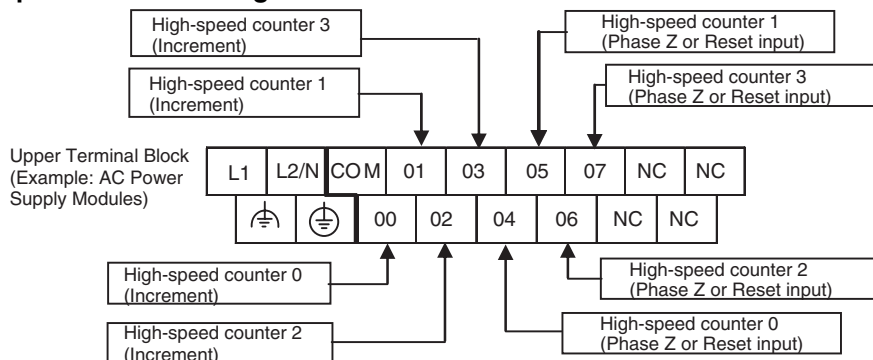 High-speed counter 3
(Increment)
High-speed counter 1
(Phase Z or Reset input)
High-speed counter 1
(Increment)
High-speed counter 3
(Phase Z or Reset input)
Upper Terminal Block
(Example: AC Power
Supply Modules)
L1 L2/N COM 01 03 05 07 NC NC
00 02 04 06 NC NC
High-speed counter 0
(Increment)
High-speed counter 2
(Phase Z or Reset input)
High-speed counter 2
(Increment)
High-speed counter 0
(Phase Z or Reset input)